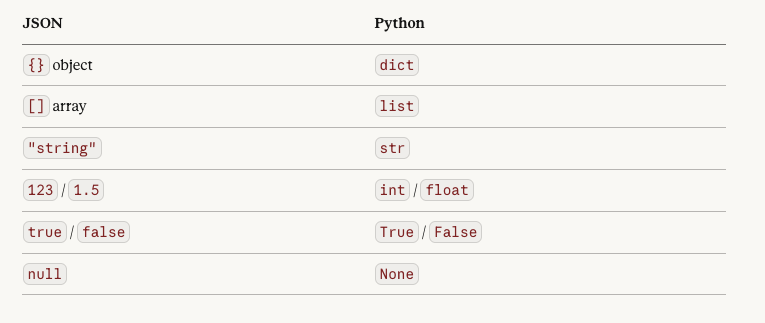 JSON Python
{} object dict
[] array list
"string" str
123 / 1.5 int / float
true / false True / False
null None